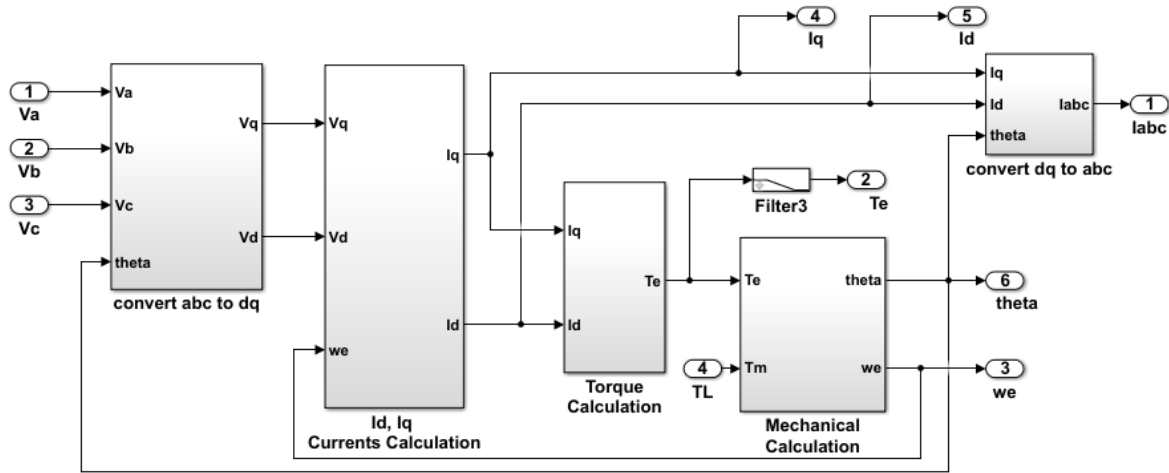 4
Iq
5
Id
1
Va
2
Vb
3
Vc
Va
Vb
Vc
theta
Vq
Vd
convert abc to dq
Vq
Vd
we
Iq
Id
Id, Iq
Currents Calculation
Iq
Id
Te
Torque
Calculation
Filter3
2
Te
4
TL
Te
Tm
theta
we
Mechanical
Calculation
Iq
Id
theta
Iabc
convert dq to abc
1
Iabc
6
theta
3
we